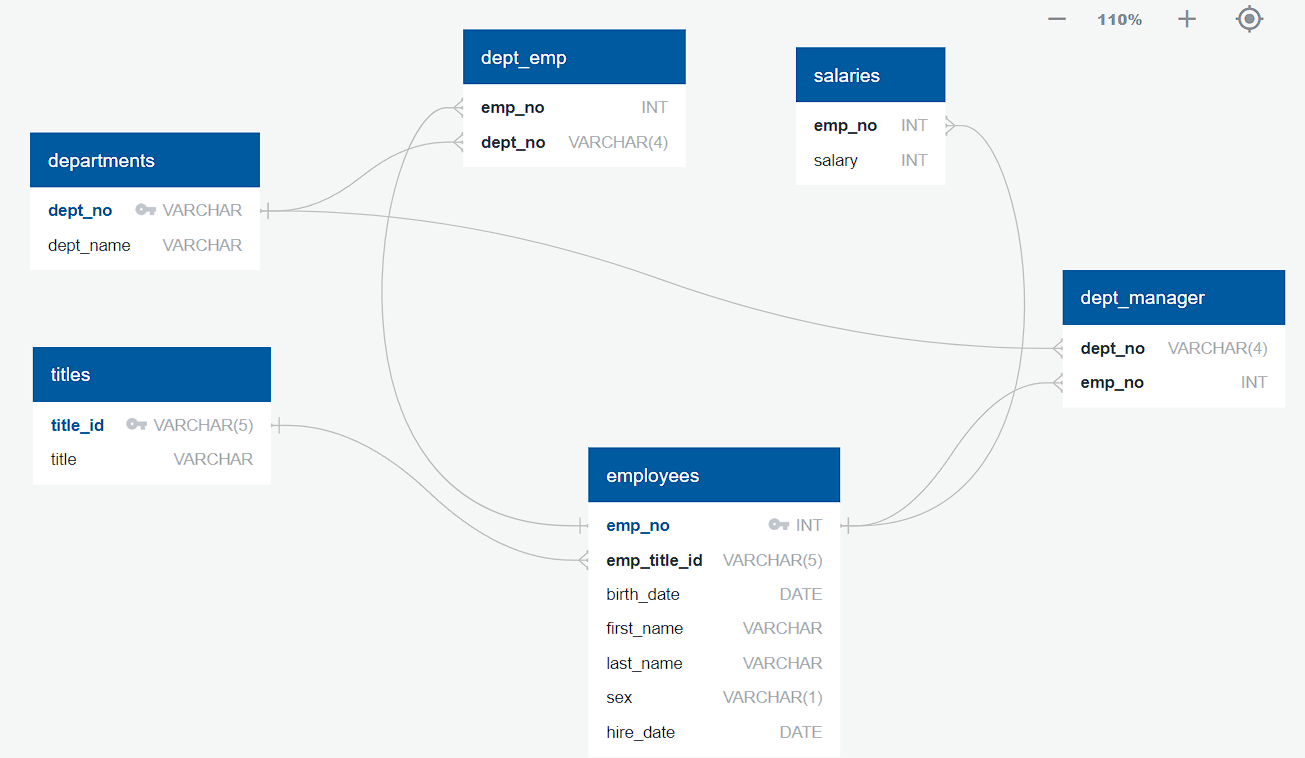 110%
dept_emp
emp_no INT
dept_no VARCHAR(4)
salaries
emp_no INT
salary INT
departments
dept_no VARCHAR
dept_name VARCHAR
dept_manager
dept_no VARCHAR(4)
emp_no INT
titles
title_id VARCHAR(5)
title VARCHAR
employees
emp_no INT
emp_title_id VARCHAR(5)
birth_date DATE
first_name VARCHAR
last_name VARCHAR
sex VARCHAR(1)
hire_date DATE